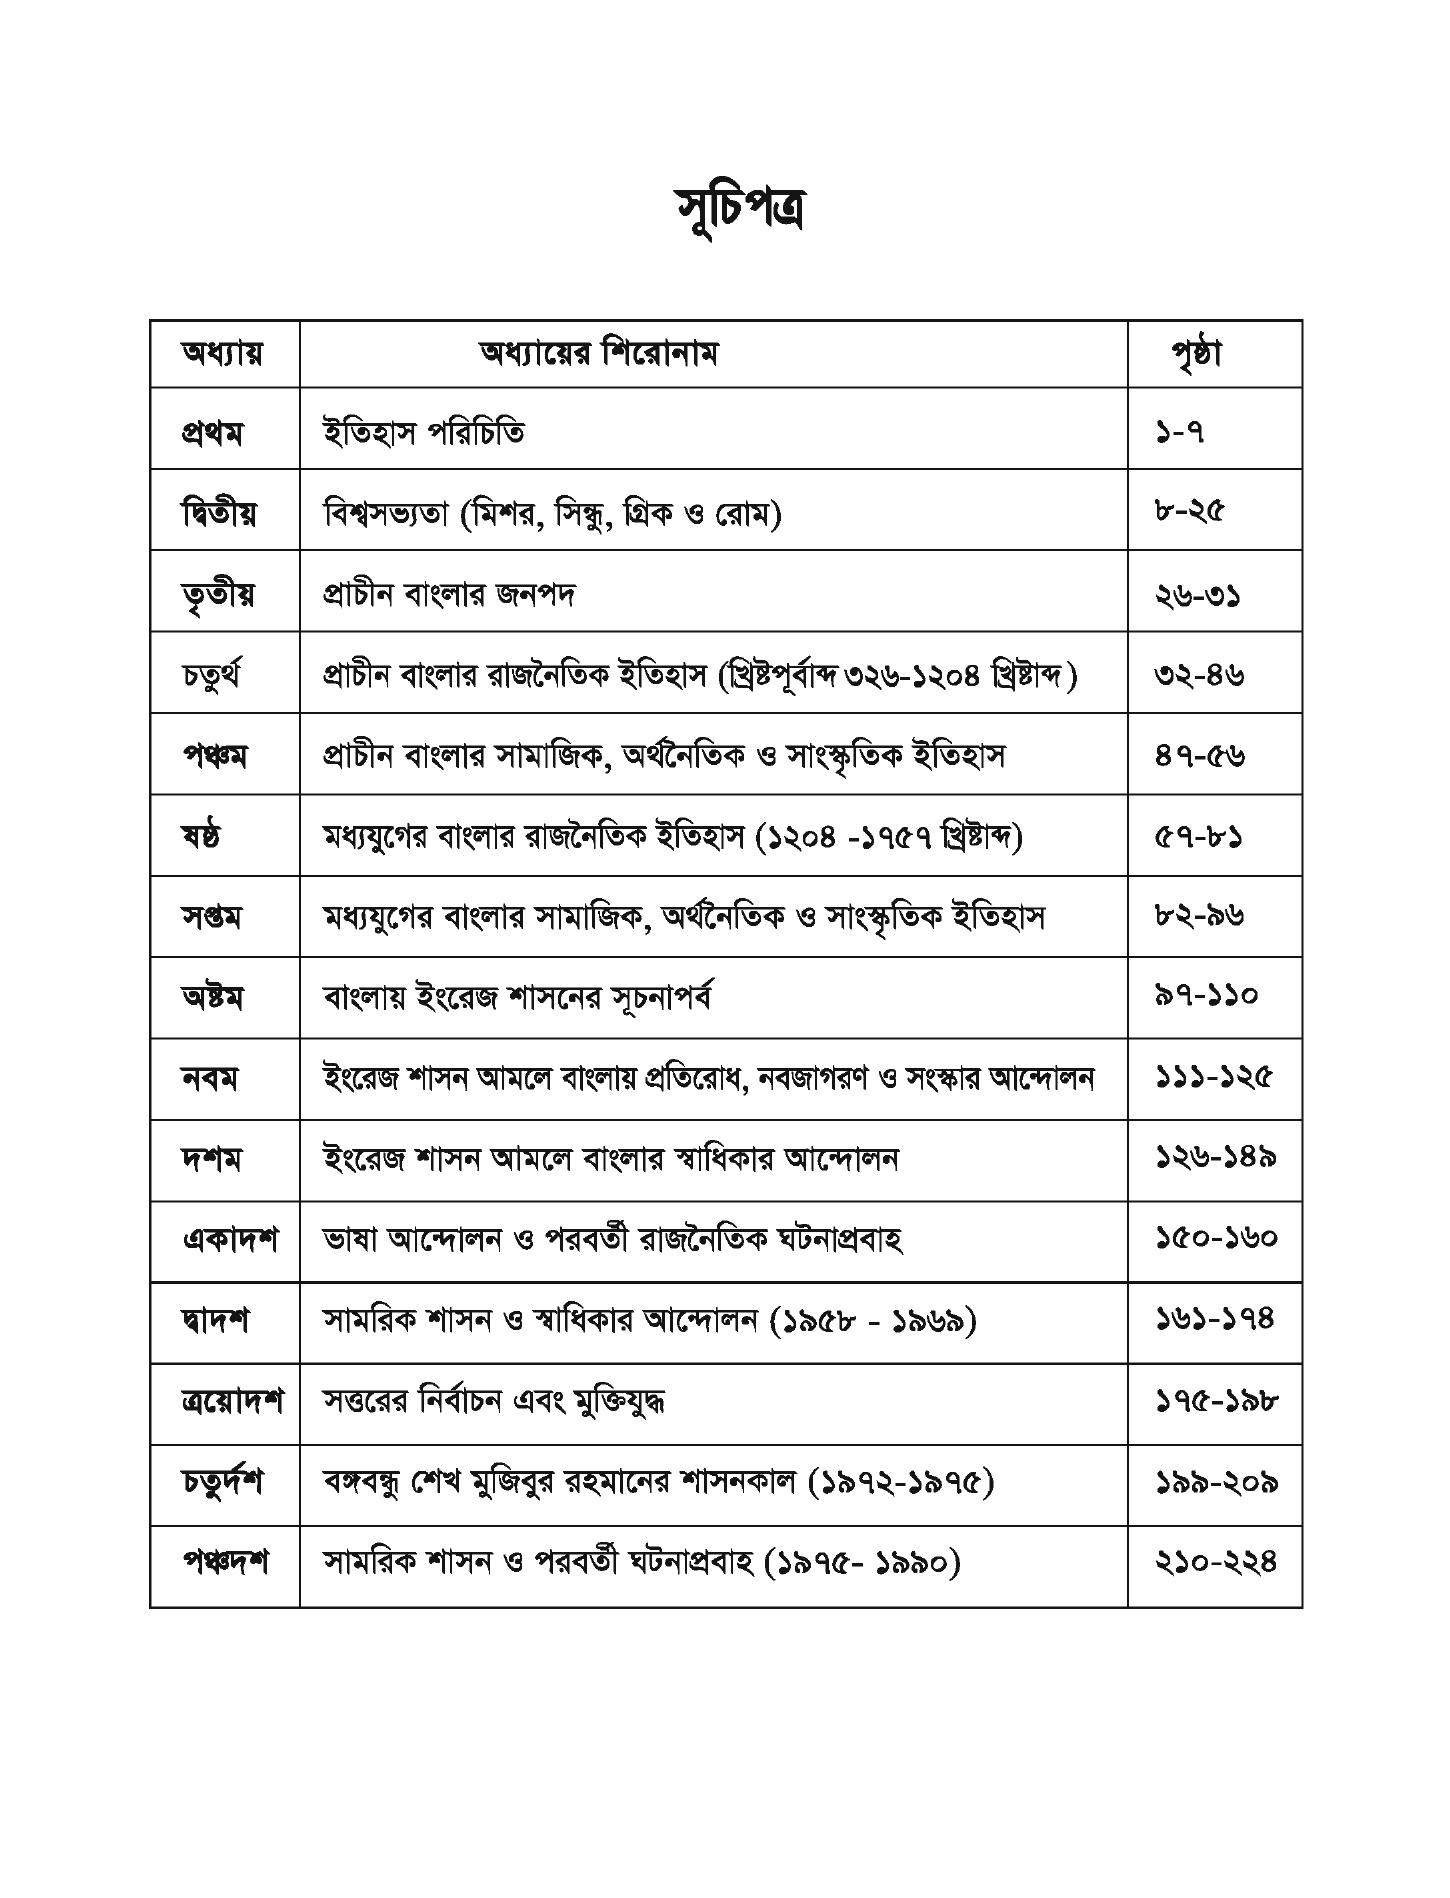 সূচিপত্র
অধ্যায় অধ্যায়ের শিরোনাম পৃষ্ঠা
প্রথম ইতিহাস পরিচিতি ১-৭
দ্বিতীয় বিশ্বসভ্যতা (মিশর, সিন্ধু, গ্রিক ও রোম) ৮-২৫
তৃতীয় প্রাচীন বাংলার জনপদ ২৬-৩১
চতুর্থ প্রাচীন বাংলার রাজনৈতিক ইতিহাস (খ্রিষ্টপূর্বাব্দ ৩২৬-১২০৪ খ্রিষ্টাব্দ ) ৩২-৪৬
পঞ্চম প্রাচীন বাংলার সামাজিক, অর্থনৈতিক ও সাংস্কৃতিক ইতিহাস ৪৭-৫৬
ষষ্ঠ মধ্যযুগের বাংলার রাজনৈতিক ইতিহাস (১২০৪ -১৭৫৭ খ্রিষ্টাব্দ) ৫৭-৮১
সপ্তম মধ্যযুগের বাংলার সামাজিক, অর্থনৈতিক ও সাংস্কৃতিক ইতিহাস ৮২-৯৬
অষ্টম বাংলায় ইংরেজ শাসনের সূচনাপর্ব ৯৭-১১০
নবম ইংরেজ শাসন আমলে বাংলায় প্রতিরোধ, নবজাগরণ ও সংস্কার আন্দোলন ১১১-১২৫
দশম ইংরেজ শাসন আমলে বাংলার স্বাধিকার আন্দোলন ১২৬-১৪৯
একাদশ ভাষা আন্দোলন ও পরবর্তী রাজনৈতিক ঘটনাপ্রবাহ ১৫০-১৬০
দ্বাদশ সামরিক শাসন ও স্বাধিকার আন্দোলন (১৯৫৮ - ১৯৬৯) ১৬১-১৭৪
ত্রয়োদশ সত্তরের নির্বাচন এবং মুক্তিযুদ্ধ ১৭৫-১৯৮
চতুর্দশ বঙ্গবন্ধু শেখ মুজিবুর রহমানের শাসনকাল (১৯৭২-১৯৭৫) ১৯৯-২০৯
পঞ্চদশ সামরিক শাসন ও পরবর্তী ঘটনাপ্রবাহ (১৯৭৫- ১৯৯০) ২১০-২২৪